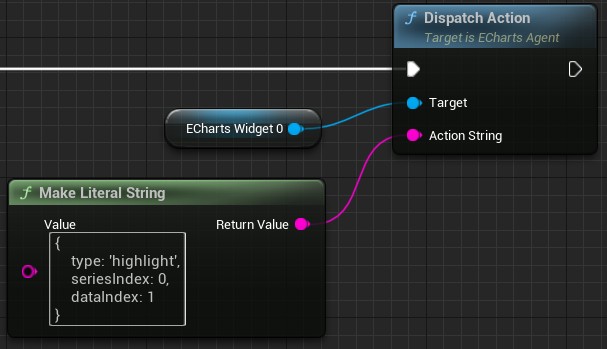 Dispatch Action
Target is ECharts Agent
Target
ECharts Widget 0
Action String
Make Literal String
Value
Return Value
{
type: 'highlight',
seriesIndex: 0,
dataIndex: 1
}